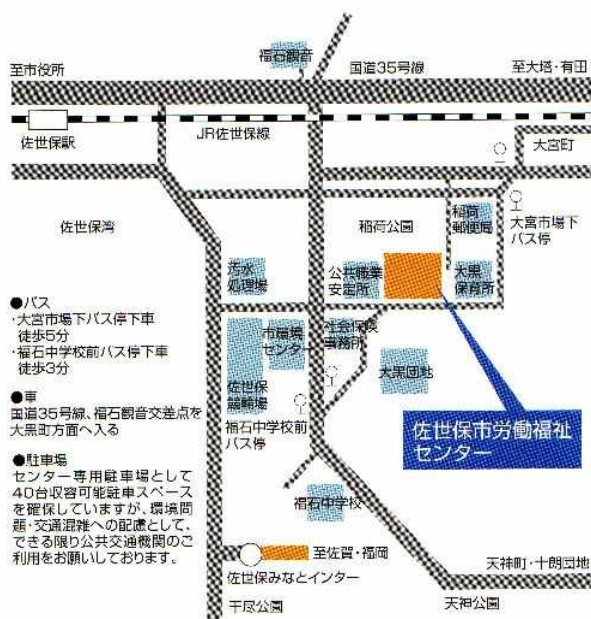 福石観音
至市役所
国道35号線
至大塔・有田
佐世保駅
JR佐世保線
大宮町
佐世保湾
稲荷公園
稲荷
郵便局
大宮市場下
バス停
汚水
処理場
公共職業
安定所
大黒
保育所
●バス
・大宮市場下バス停下車
徒歩5分
・福石中学校前バス停下車
徒歩3分
市環境
センター
社会保険
事務所
佐世保
競輪場
大黒団地
●車
国道35号線、福石観音交差点を
大黒町方面へ入る
福石中学校前
バス停
佐世保市労働福祉
センター
●駐車場
センター専用駐車場として
40台収容可能駐車スペース
を確保していますが、環境問
題・交通混雑への配慮として、
できる限り公共交通機関のご
利用をお願いしております。
福石中学校
至佐賀・福岡
佐世保みなとインター
干尽公園
天神町・十朗団地
天神公園